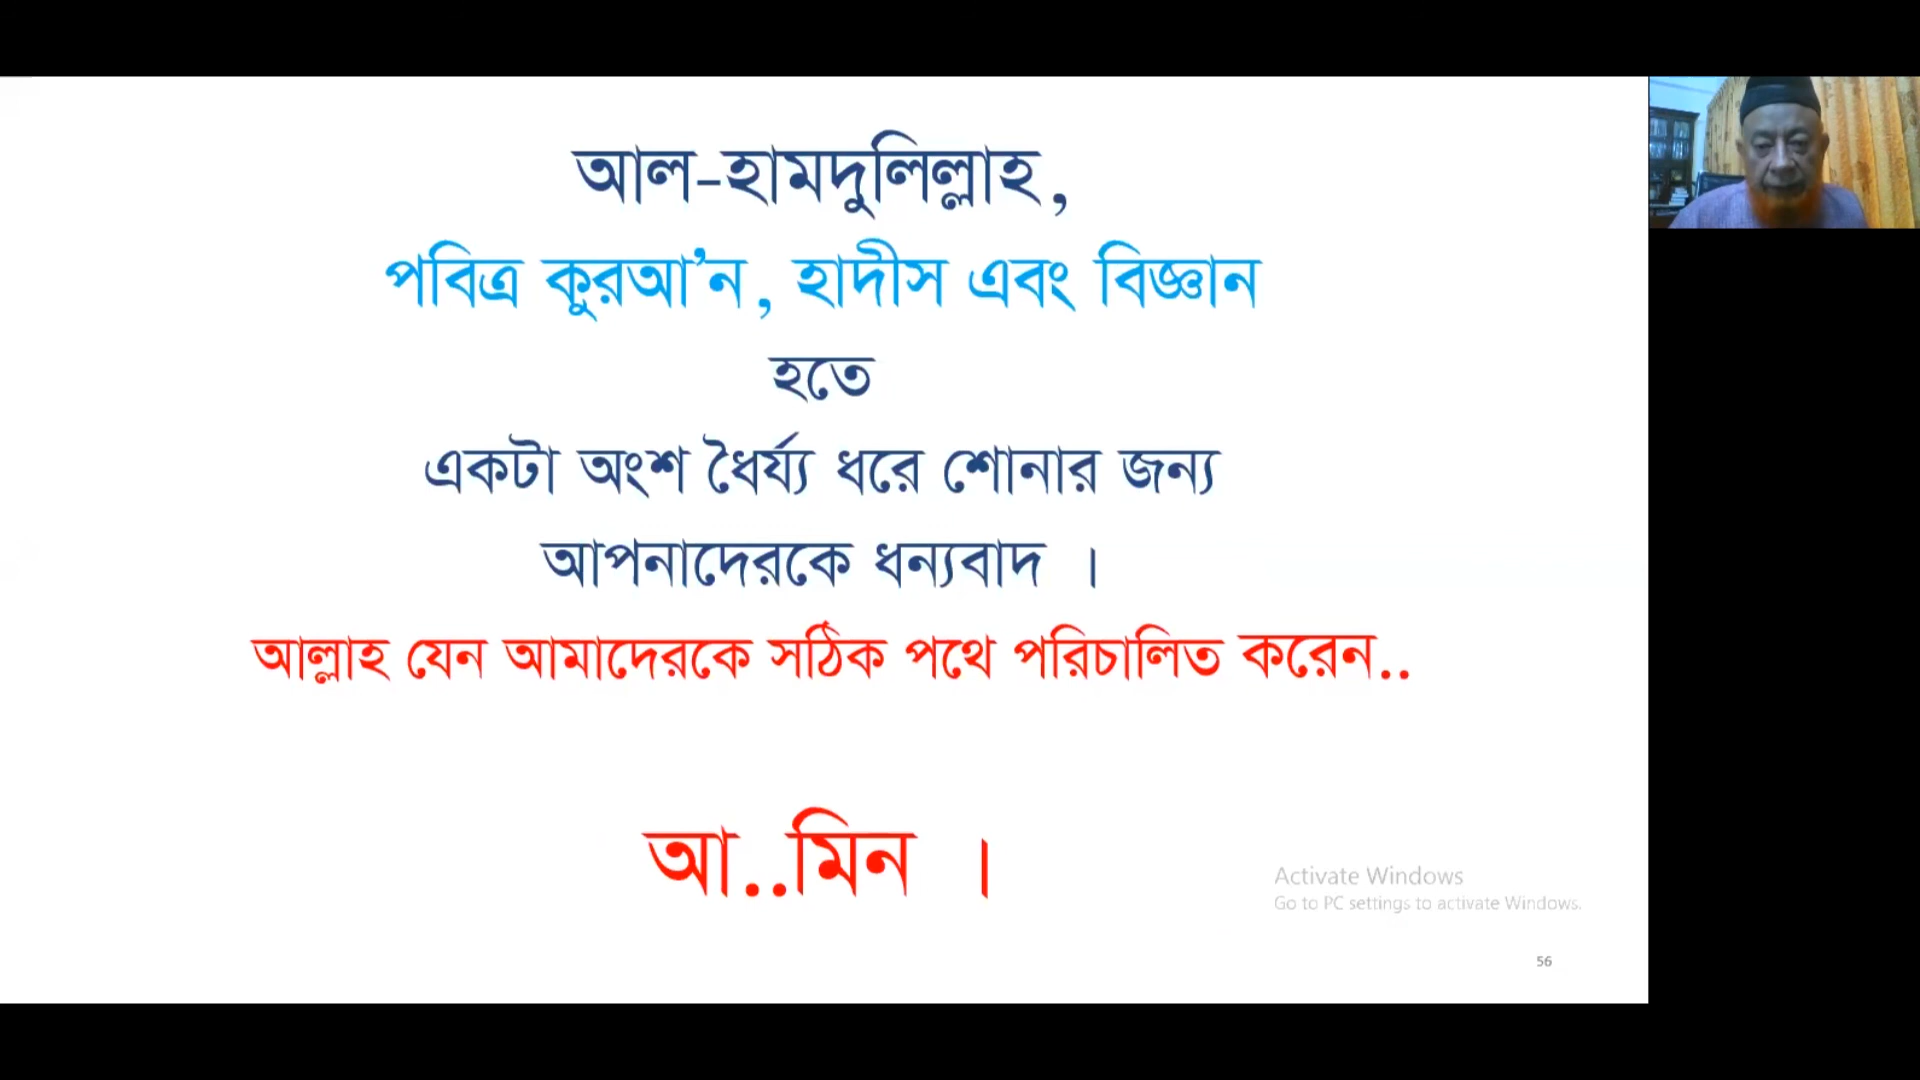 আল-হামদুলিল্লাহ,
পবিত্র কুরআ’ন, হাদীস এবং বিজ্ঞান
হতে
একটা অংশ ধৈর্য্য ধরে শোনার জন্য
আপনাদেরকে ধন্যবাদ ।
আল্লাহ যেন আমাদেরকে সঠিক পথে পরিচালিত করেন..
আ..মিন ।
Activate Windows
Go to PC settings to activate Windows.
56